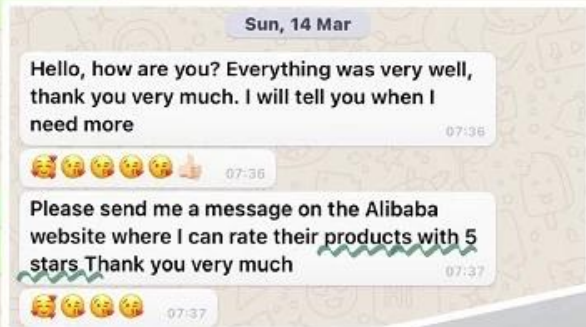 Sun, 14 Mar
Hello, how are you? Everything was very well,
thank you very much. I will tell you when I
need more
07:36
🥰😘😘😘😘👍🏻 07:36
Please send me a message on the Alibaba
website where I can rate their products with 5
stars Thank you very much
07:37
🥰😘😘😘 07:37